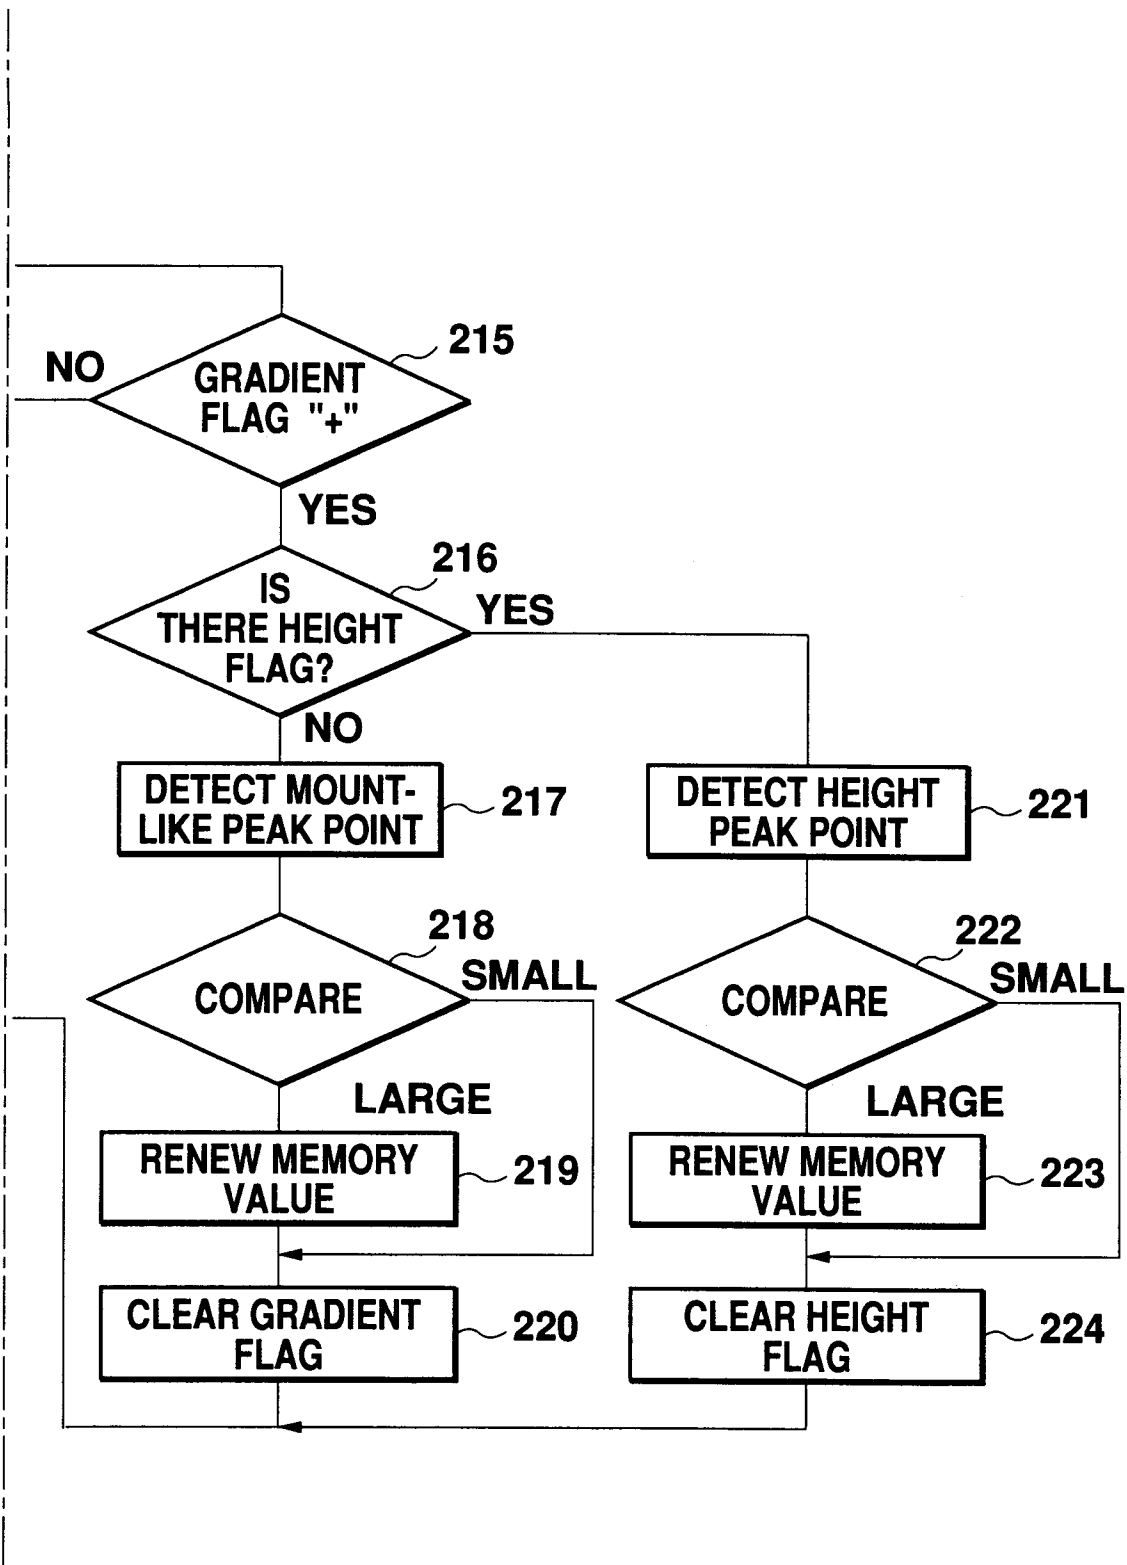 215
NO
GRADIENT
FLAG "+"
YES
216
IS
THERE HEIGHT
FLAG?
YES
NO
DETECT MOUNT-
LIKE PEAK POINT
217
DETECT HEIGHT
PEAK POINT
221
218
COMPARE
SMALL
222
COMPARE
SMALL
LARGE
LARGE
RENEW MEMORY
VALUE
219
RENEW MEMORY
VALUE
223
CLEAR GRADIENT
FLAG
220
CLEAR HEIGHT
FLAG
224